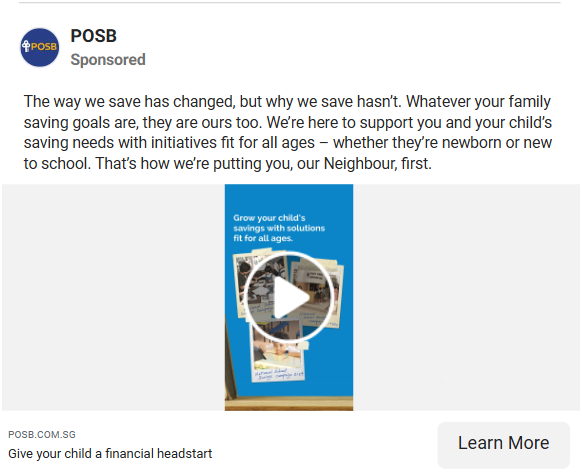 POSB
POSB
Sponsored
The way we save has changed, but why we save hasn’t. Whatever your family
saving goals are, they are ours too. We’re here to support you and your child’s
saving needs with initiatives fit for all ages – whether they’re newborn or new
to school. That’s how we’re putting you, our Neighbour, first.
Grow your child’s
savings with solutions
fit for all ages.
National School
Savings Campaign
POSB.COM.SG
Give your child a financial headstart
Learn More